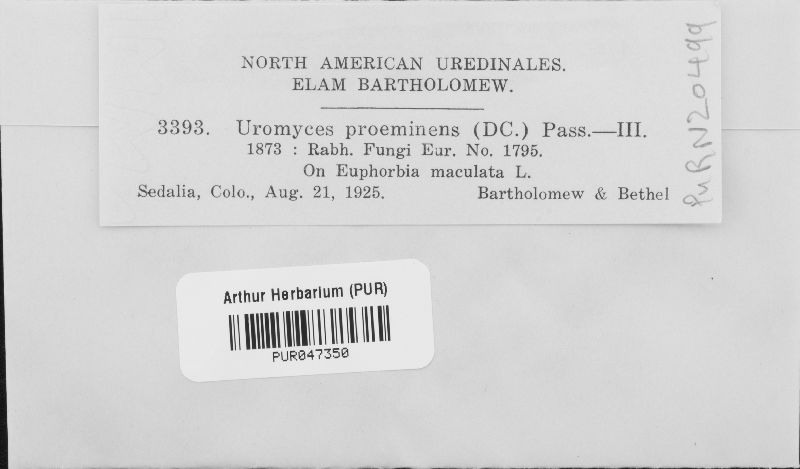 NORTH AMERICAN UREDINALES.
ELAM BARTHOLOMEW.
3393. Uromyces proeminens (DC.) Pass.—III.
1873 : Rabh. Fungi Eur. No. 1795.
On Euphorbia maculata L.
Sedalia, Colo., Aug. 21, 1925. Bartholomew & Bethel
PURN20499
Arthur Herbarium (PUR)
PUR047350